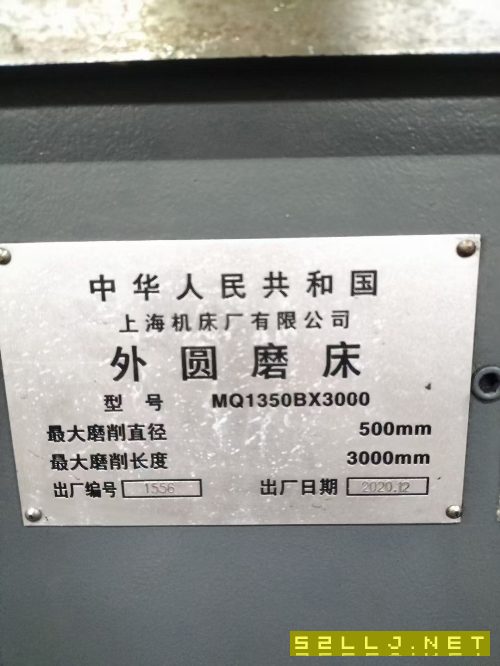 中华人民共和国
上海机床厂有限公司
外圆磨床
型号 MQ1350BX3000
最大磨削直径 500mm
最大磨削长度 3000mm
出厂编号 1556 出厂日期 2020.12
52LLJ.NET